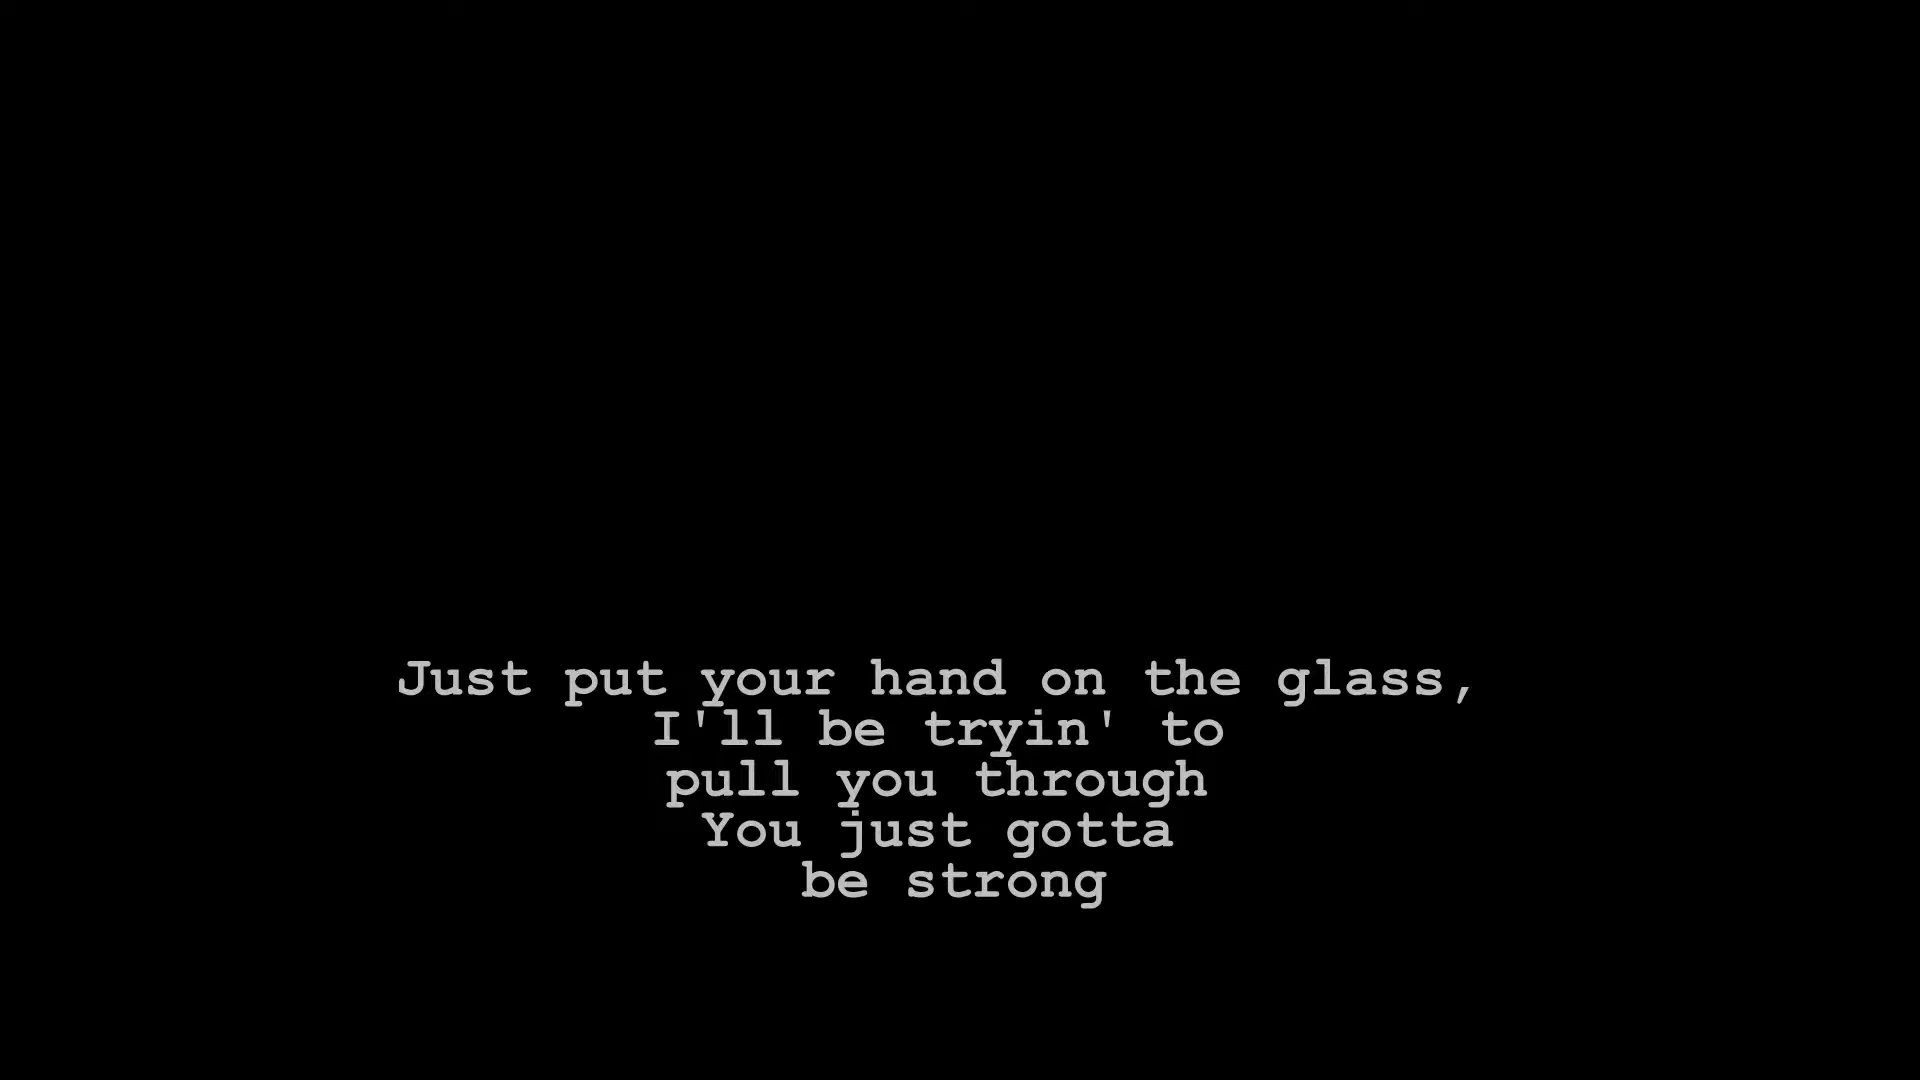 Just put your hand on the glass,
I'll be tryin' to
pull you through
You just gotta
be strong